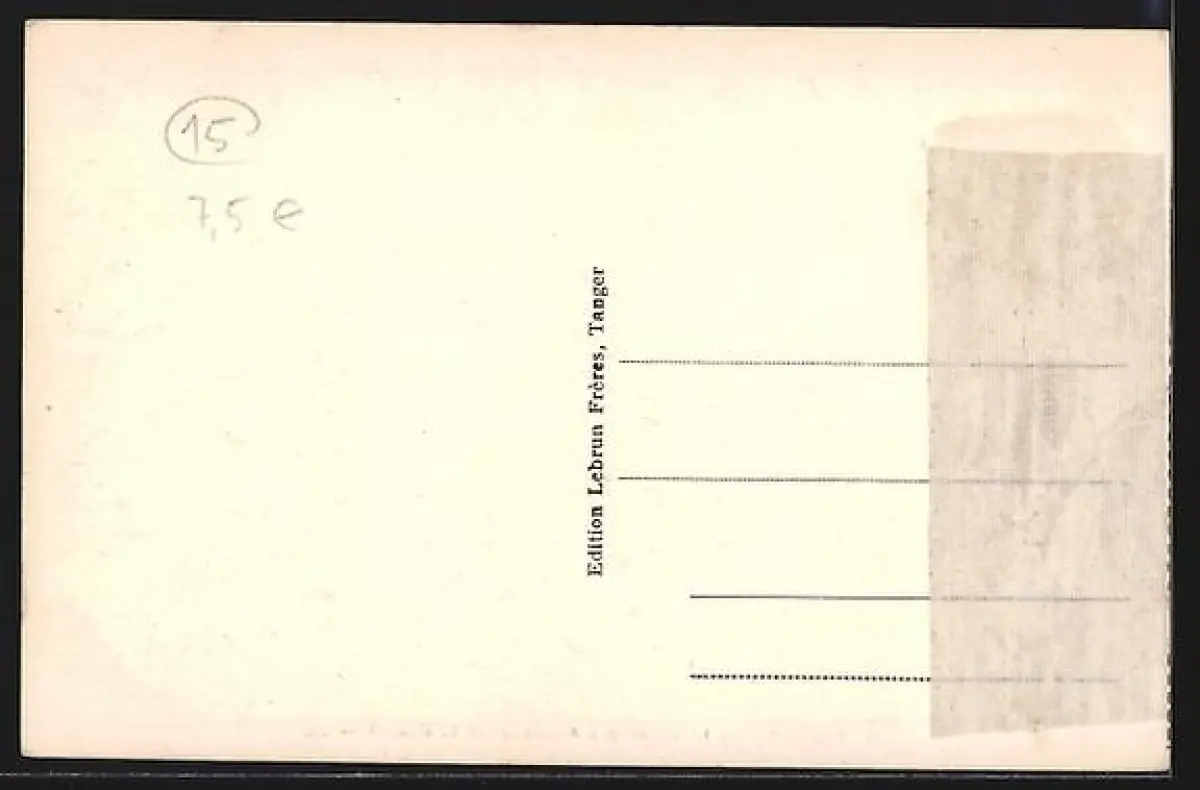 15
7,5 €
Edition Lebrun Frères, Tanger